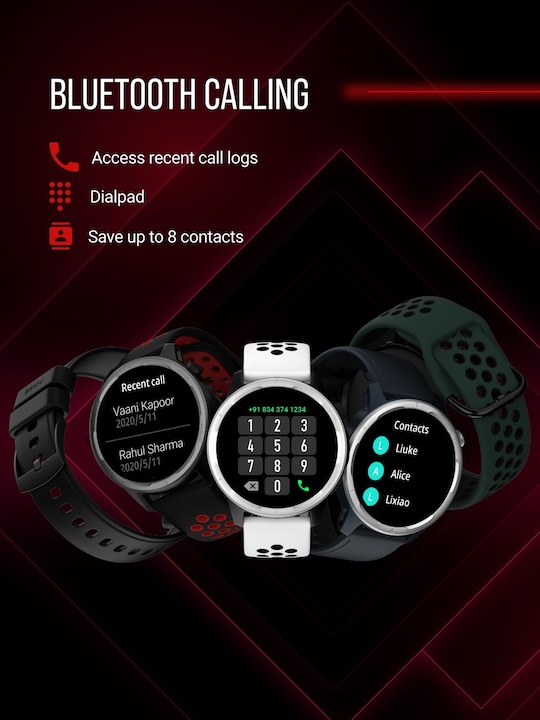 BLUETOOTH CALLING
Access recent call logs
Dialpad
Save up to 8 contacts
Recent call
Vaani Kapoor
2020/5/11
Rahul Sharma
2020/5/11
+91 834 374 1234
1 2 3
4 5 6
7 8 9
0
Contacts
L Liuke
A Alice
L Lixiao